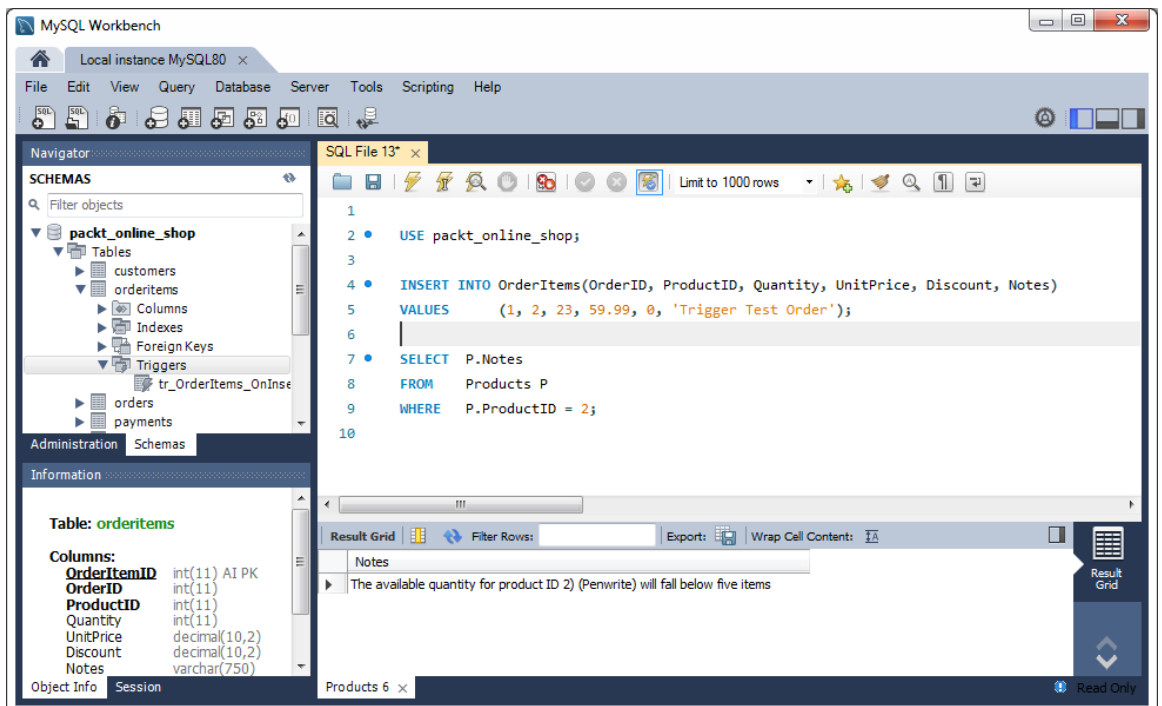 MySQL Workbench
Local instance MySQL80
File Edit View Query Database Server Tools Scripting Help
Navigator
SCHEMAS
Filter objects
packt_online_shop
Tables
customers
orderitems
Columns
Indexes
Foreign Keys
Triggers
tr_OrderItems_OnInse
orders
payments
Administration Schemas
Information
Table: orderitems
Columns:
OrderItemID int(11) AI PK
OrderID int(11)
ProductID int(11)
Quantity int(11)
UnitPrice decimal(10,2)
Discount decimal(10,2)
Notes varchar(750)
Object Info Session
SQL File 13*
Limit to 1000 rows
1
2 USE packt_online_shop;
3
4 INSERT INTO OrderItems(OrderID, ProductID, Quantity, UnitPrice, Discount, Notes)
5 VALUES (1, 2, 23, 59.99, 0, 'Trigger Test Order');
6
7 SELECT P.Notes
8 FROM Products P
9 WHERE P.ProductID = 2;
10
Result Grid Filter Rows: Export: Wrap Cell Content:
Notes
The available quantity for product ID 2) (Penwrite) will fall below five items
Result
Grid
Products 6
Read Only